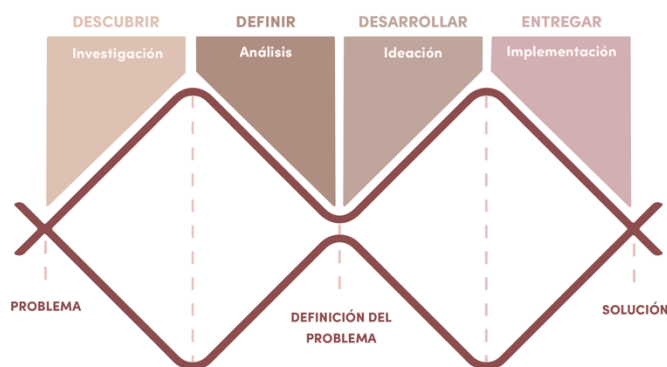 DESCUBRIR
DEFINIR
DESARROLLAR
ENTREGAR
Investigación
Análisis
Ideación
Implementación
PROBLEMA
DEFINICIÓN DEL
PROBLEMA
SOLUCIÓN